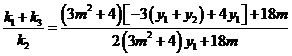 (k₁+k₃)/k₂ = ((3m²+4)[−3(y₁+y₂)+4y₁]+18m)/(2(3m²+4)y₁+18m)